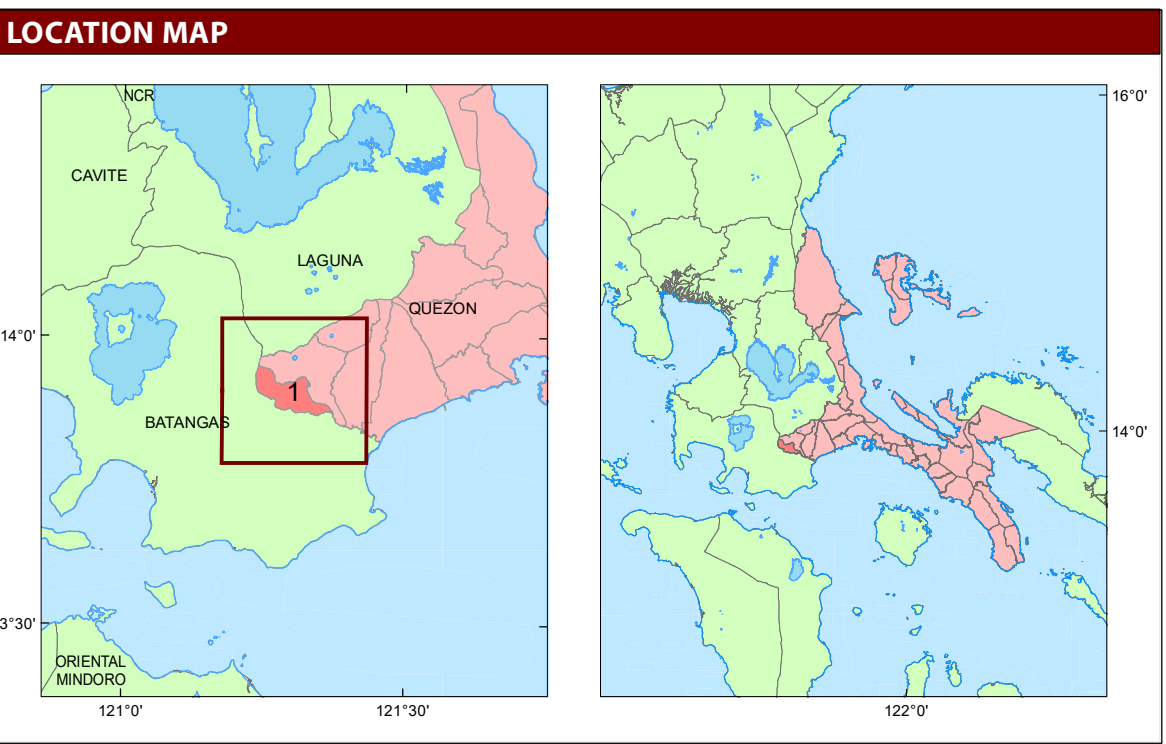 LOCATION MAP
NCR
CAVITE
LAGUNA
QUEZON
14°0'
1
BATANGAS
3°30'
ORIENTAL
MINDORO
121°0'
121°30'
16°0'
14°0'
122°0'